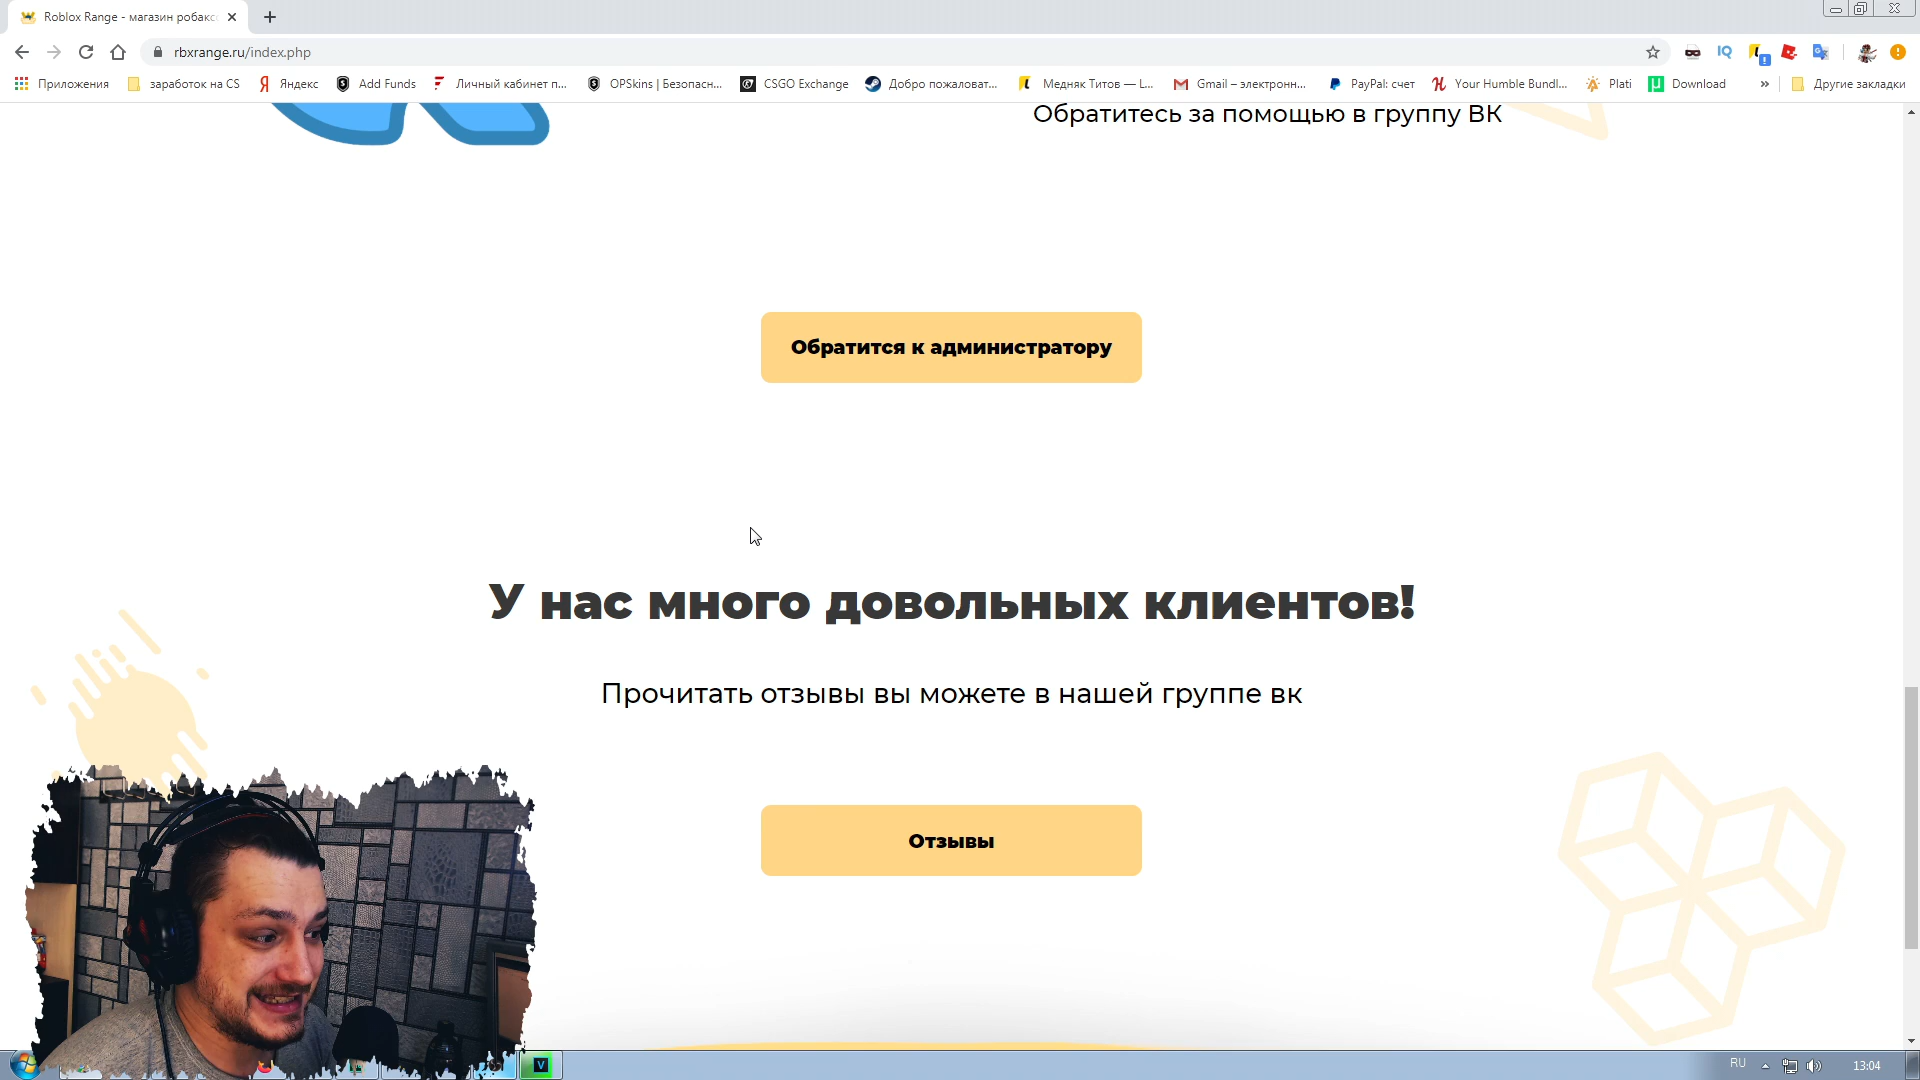 Roblox Range - магазин робакс
rbxrange.ru/index.php
IQ
Приложения
заработок на CS
Яндекс
Add Funds
Личный кабинет п...
OPSkins | Безопасн...
CSGO Exchange
Добро пожаловат...
Медняк Титов — L...
Gmail – электронн...
PayPal: счет
Your Humble Bundl...
Plati
Download
Другие закладки
Обратитесь за помощью в группу ВК
Обратится к администратору
У нас много довольных клиентов!
Прочитать отзывы вы можете в нашей группе вк
Отзывы
RU
13:04